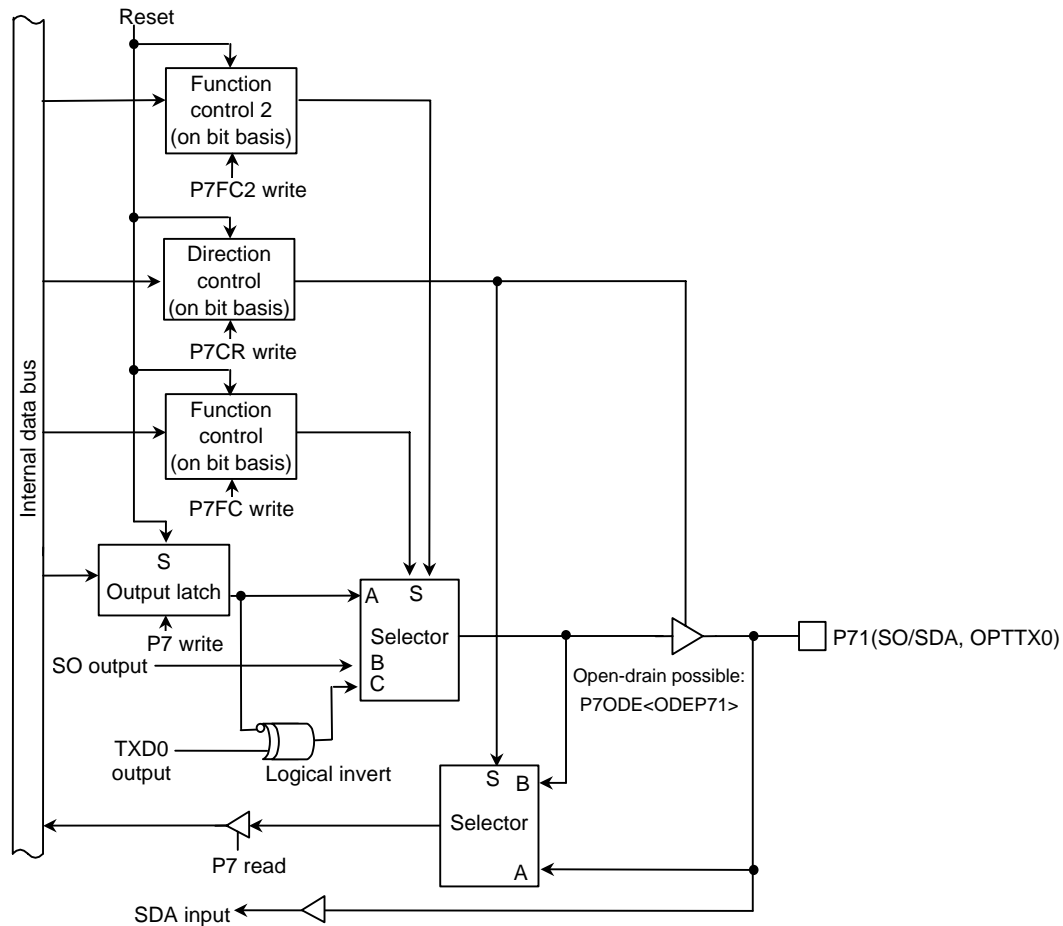 Reset
Function
control 2
(on bit basis)
P7FC2 write
Direction
control
(on bit basis)
P7CR write
Internal data bus
Function
control
(on bit basis)
P7FC write
S
Output latch
P7 write
SO output
A
S
Selector
B
C
P71(SO/SDA, OPTTX0)
Open-drain possible:
P7ODE<ODEP71>
TXD0
output
Logical invert
S
B
Selector
A
P7 read
SDA input